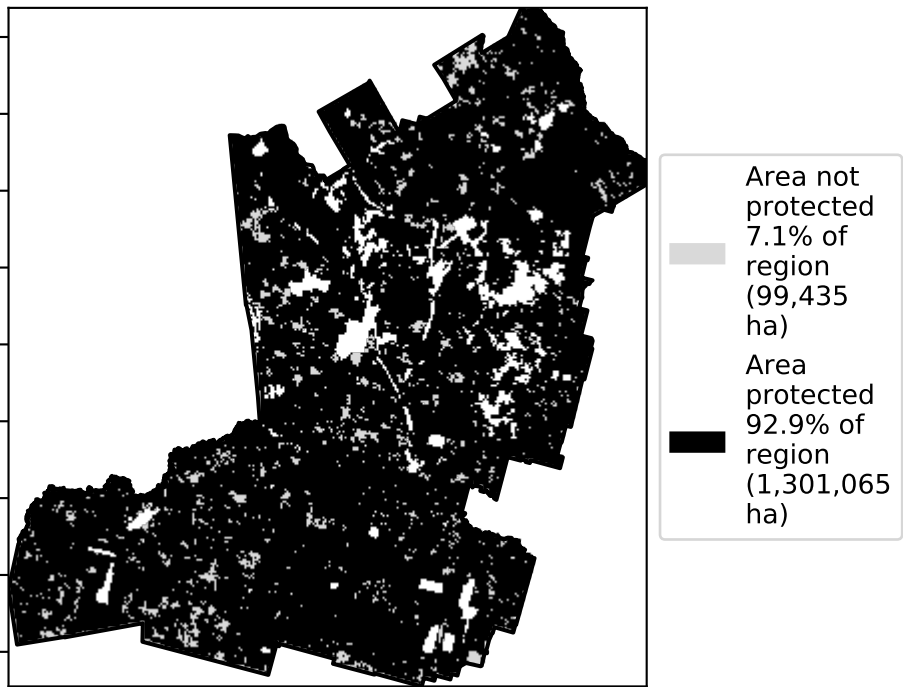 Area not
protected
7.1% of
region
(99,435
ha)
Area
protected
92.9% of
region
(1,301,065
ha)